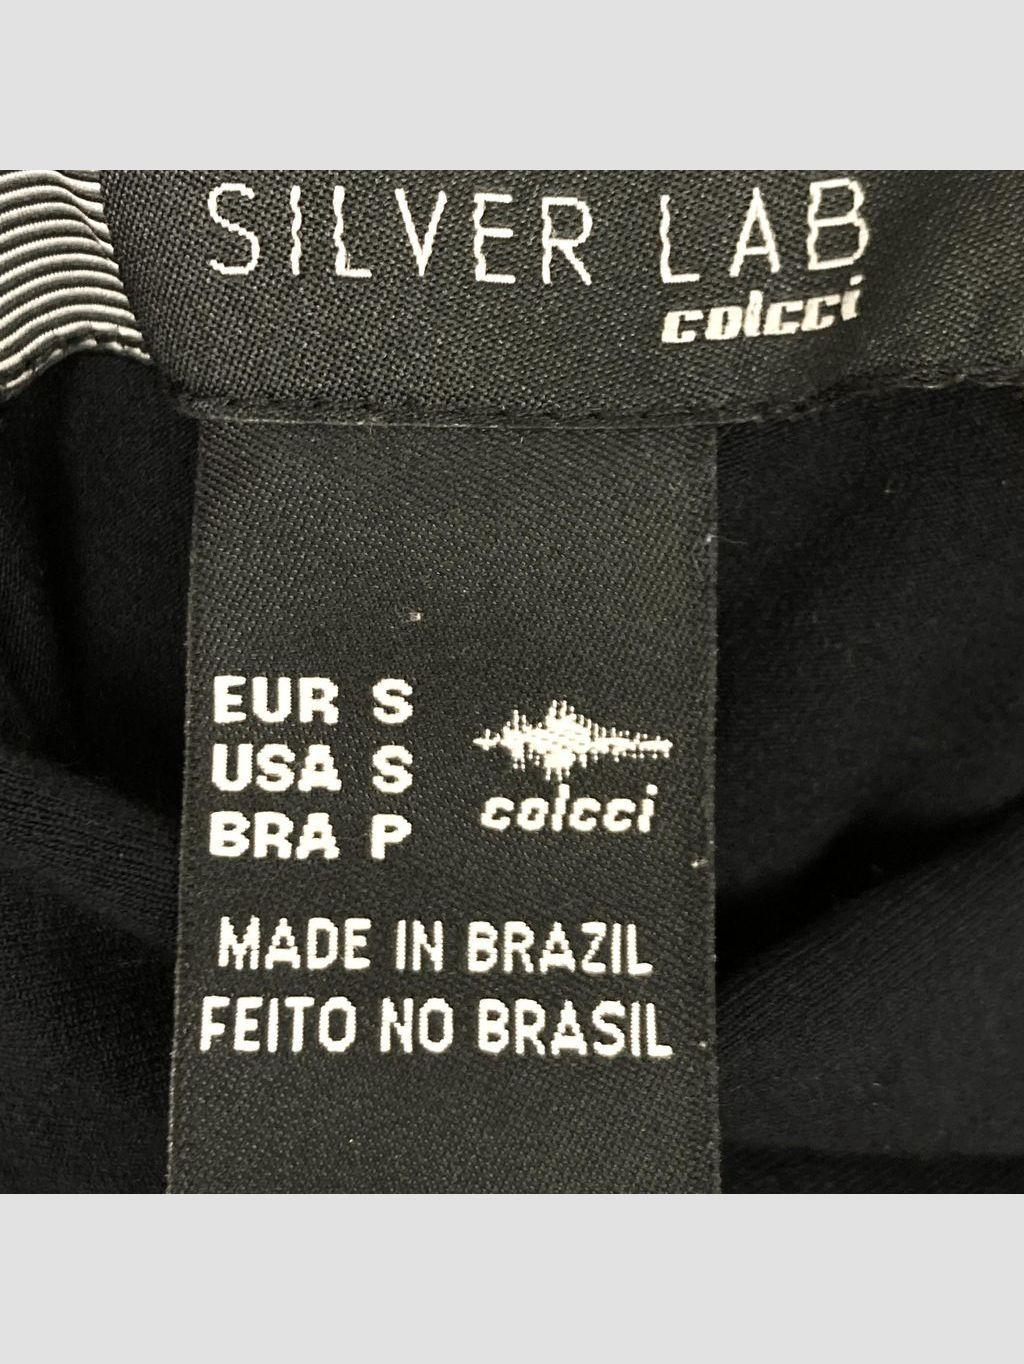 SILVER LAB
colcci
EUR S
USA S
BRA P
colcci
MADE IN BRAZIL
FEITO NO BRASIL